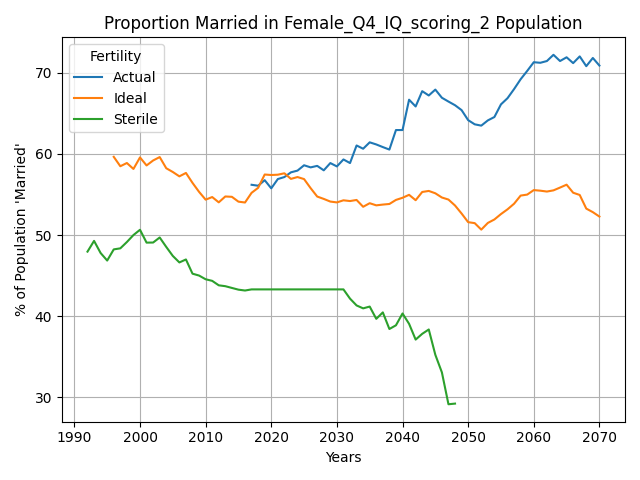 Proportion Married in Female_Q4_IQ_scoring_2 Population
% of Population 'Married'
Fertility
Actual
Ideal
Sterile
70
60
50
40
30
1990 2000 2010 2020 2030 2040 2050 2060 2070
Years